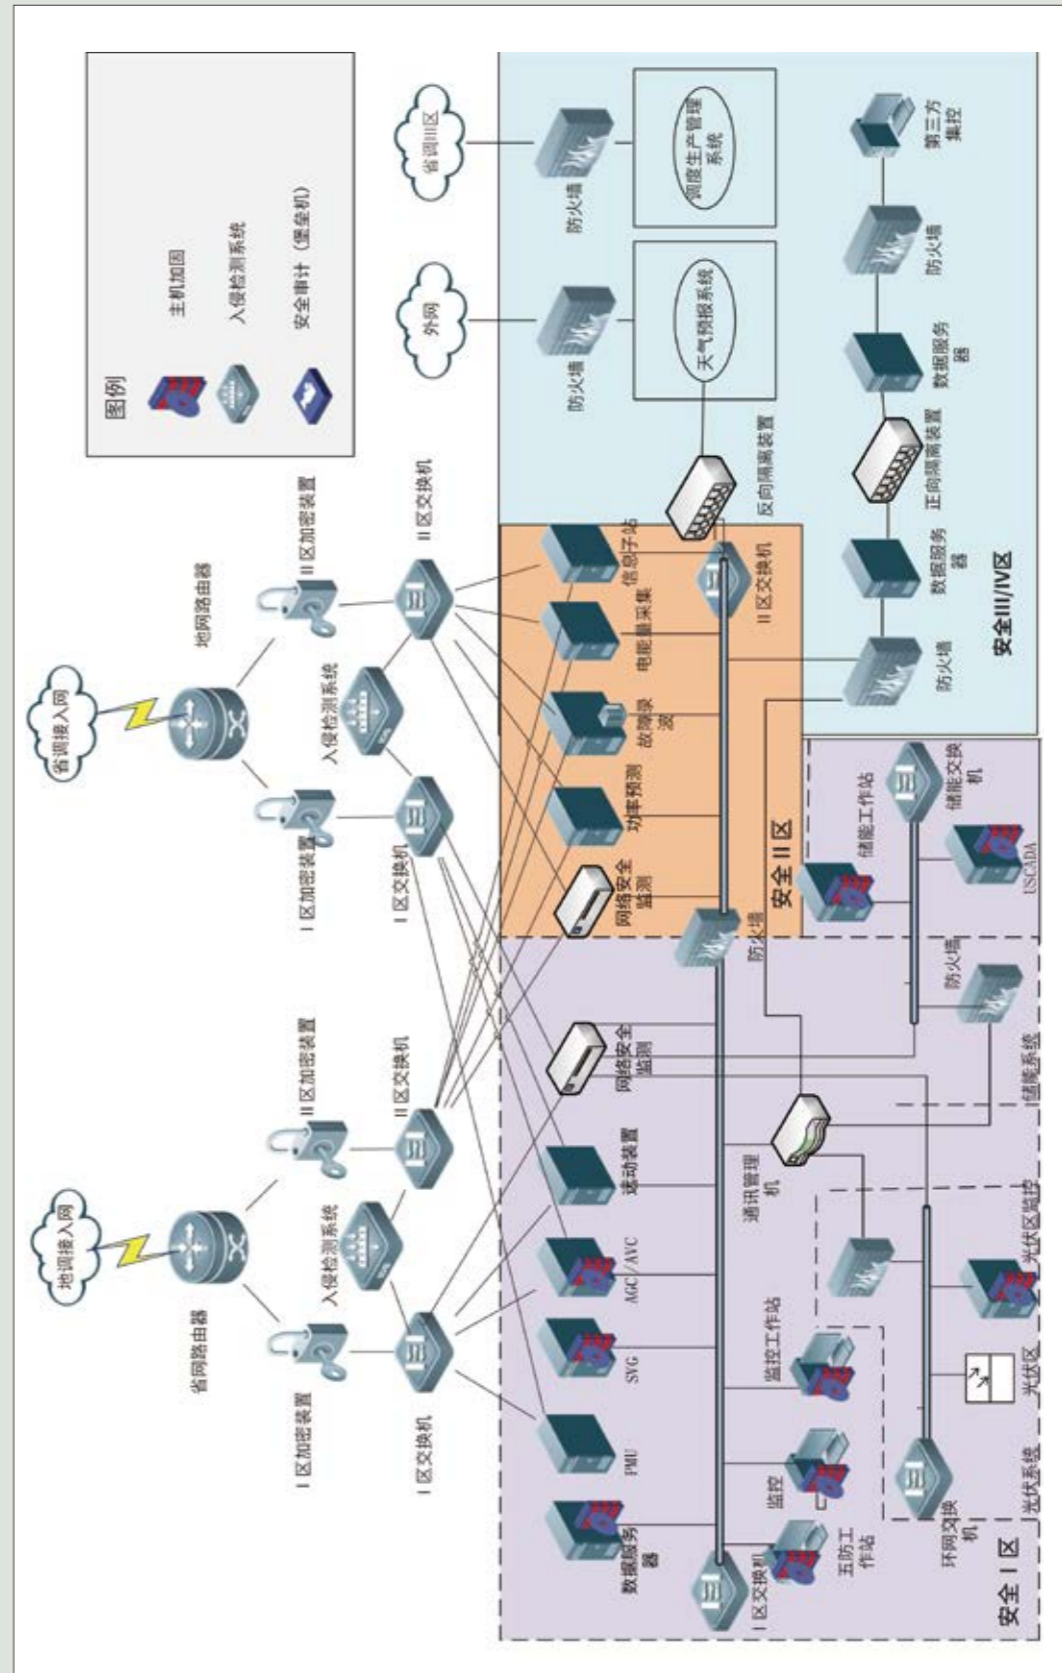 图例
主机加固
入侵检测系统
安全审计（堡垒机）
地调接入网
省调接入网
外网
省调III区
省网路由器
地网路由器
I区加密装置
II区加密装置
I区加密装置
II区加密装置
入侵检测系统
入侵检测系统
I区交换机
II区交换机
I区交换机
II区交换机
防火墙
防火墙
数据服务
器
PMU
SVG
AGC/AVC
远动装置
网络安全
监测
网络安全
监测
功率预测
故障录
波
电能量采集
信息子站
天气预报系统
调度生产管理
系统
I区交换机
防火墙
II区交换机
反向隔离装置
五防工
作站
监控
监控工作站
通讯管理
机
安全II区
储能工作站
防火墙
储能交换
机
USCADA
防火墙
数据服务
器
正向隔离装置
数据服务
器
防火墙
第三方
集控
环网交换
机
光伏系统
光伏区
光伏区监控
储能系统
安全I区
安全III/IV区